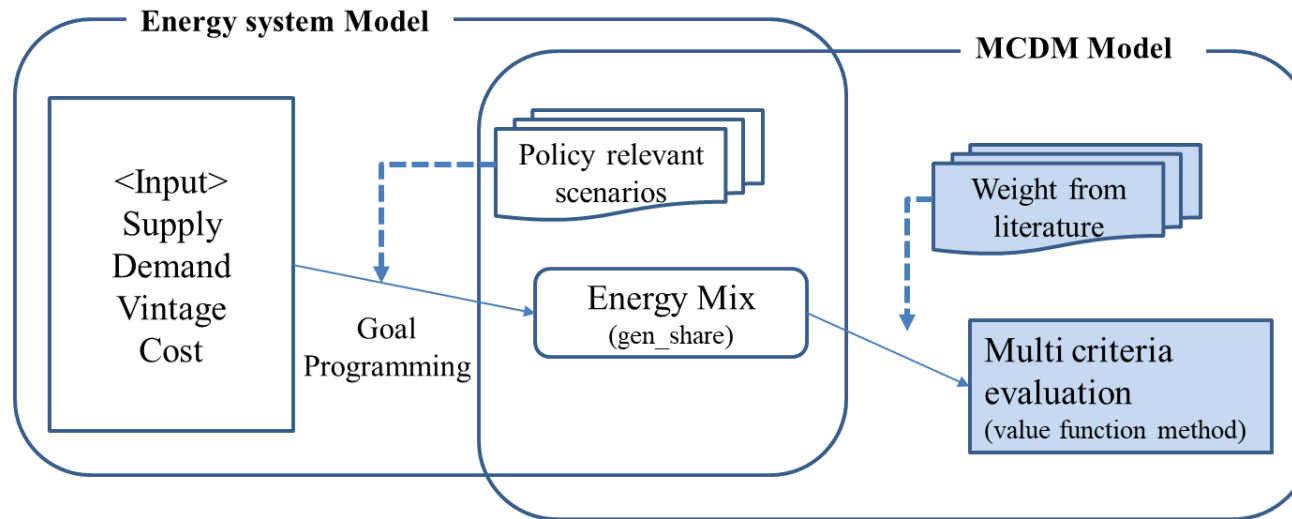 Energy system Model
MCDM Model
<Input>
Supply
Demand
Vintage
Cost
Goal
Programming
Policy relevant
scenarios
Energy Mix
(gen_share)
Weight from
literature
Multi criteria
evaluation
(value function method)